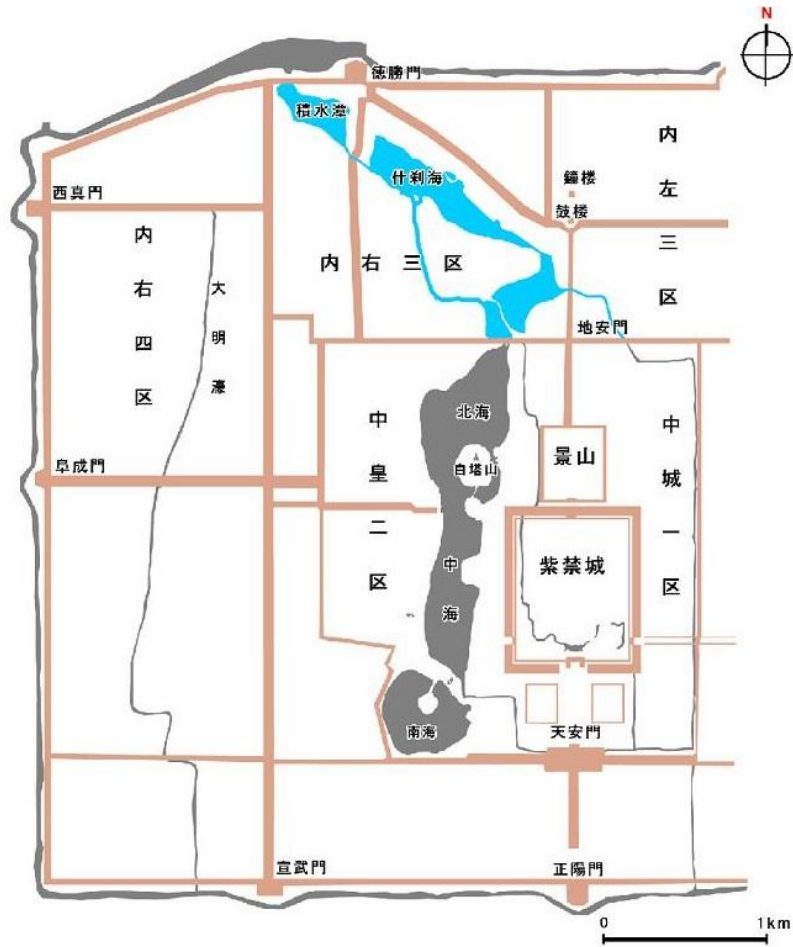 N
徳勝門
積水潭
内左三区
什刹海
鐘楼
西真門
鼓楼
内右四区
内右三区
大明濠
地安門
北海
中皇二区
中城一区
景山
白塔山
阜成門
紫禁城
中海
南海
天安門
宣武門
正陽門
0 1km